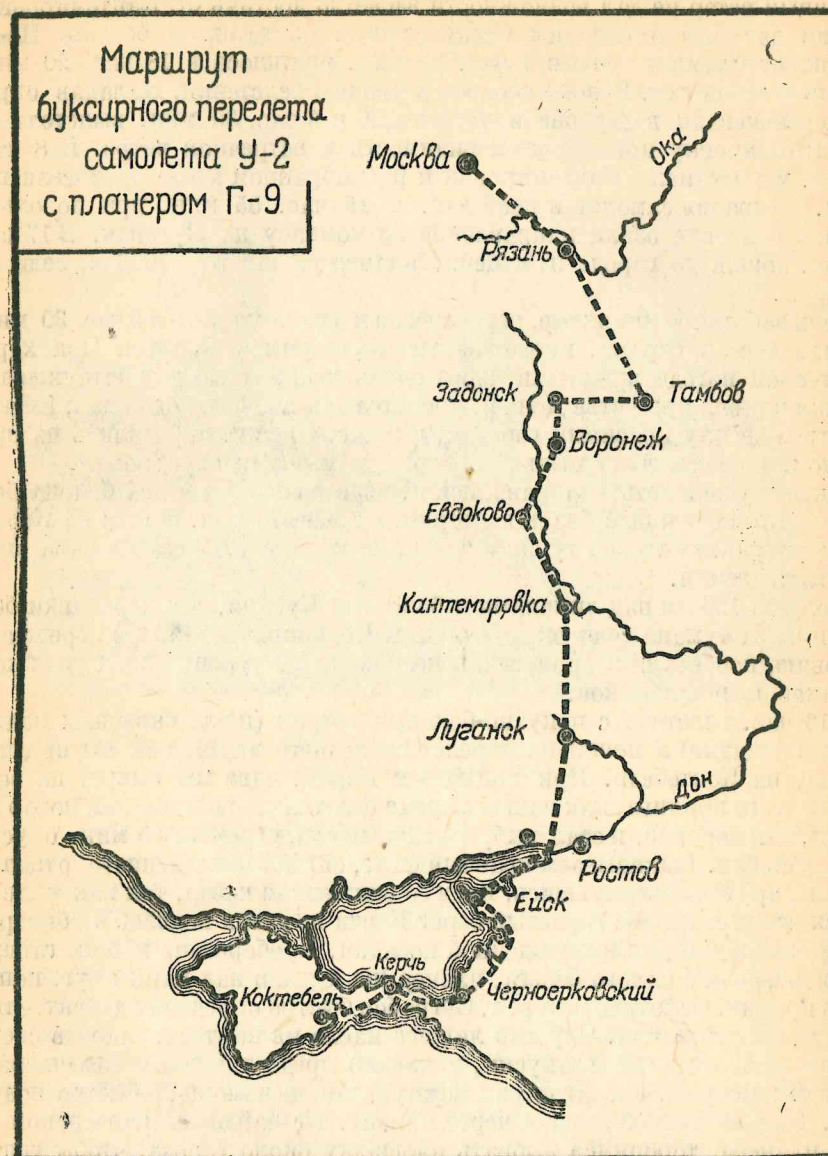 Маршрут
буксирного перелета
самолета У-2
с планером Г-9
Москва
Ока
Рязань
Задонск
Тамбов
Воронеж
Евдоково
Кантемировка
Луганск
Дон
Ростов
Ейск
Керчь
Коктебель
Черноерковский